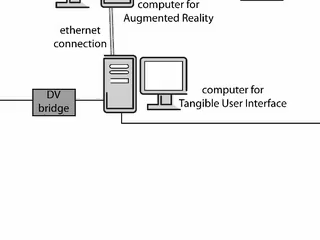 computer for
Augmented Reality
ethernet
connection
DV
bridge
computer for
Tangible User Interface